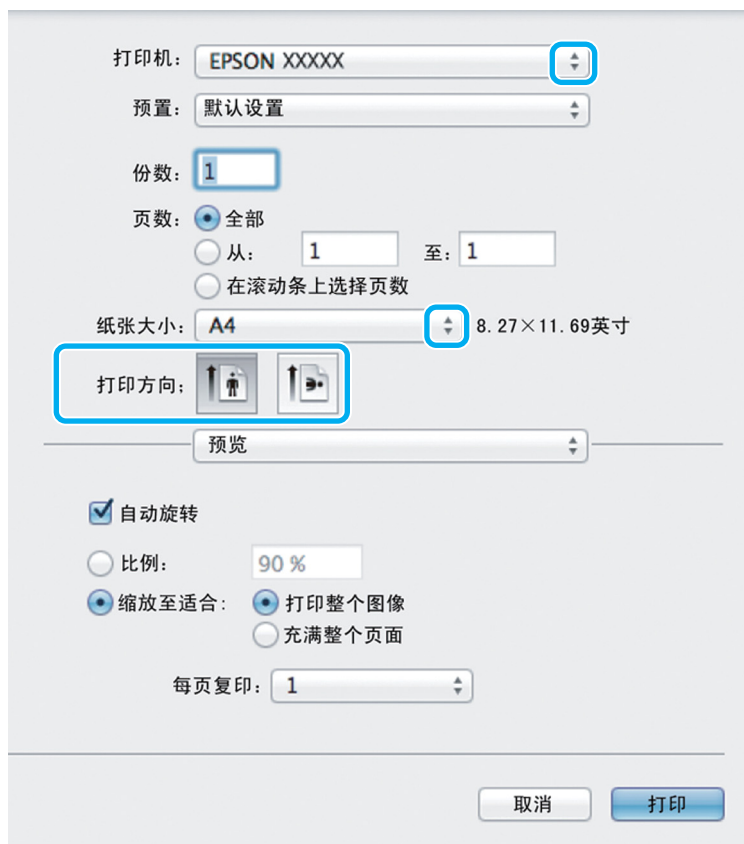 打印机： EPSON XXXXX
预置： 默认设置
份数： 1
页数： 全部
从： 1 至： 1
在滚动条上选择页数
纸张大小： A4 8.27×11.69英寸
打印方向：
预览
自动旋转
比例： 90 %
缩放至适合： 打印整个图像
充满整个页面
每页复印： 1
取消 打印